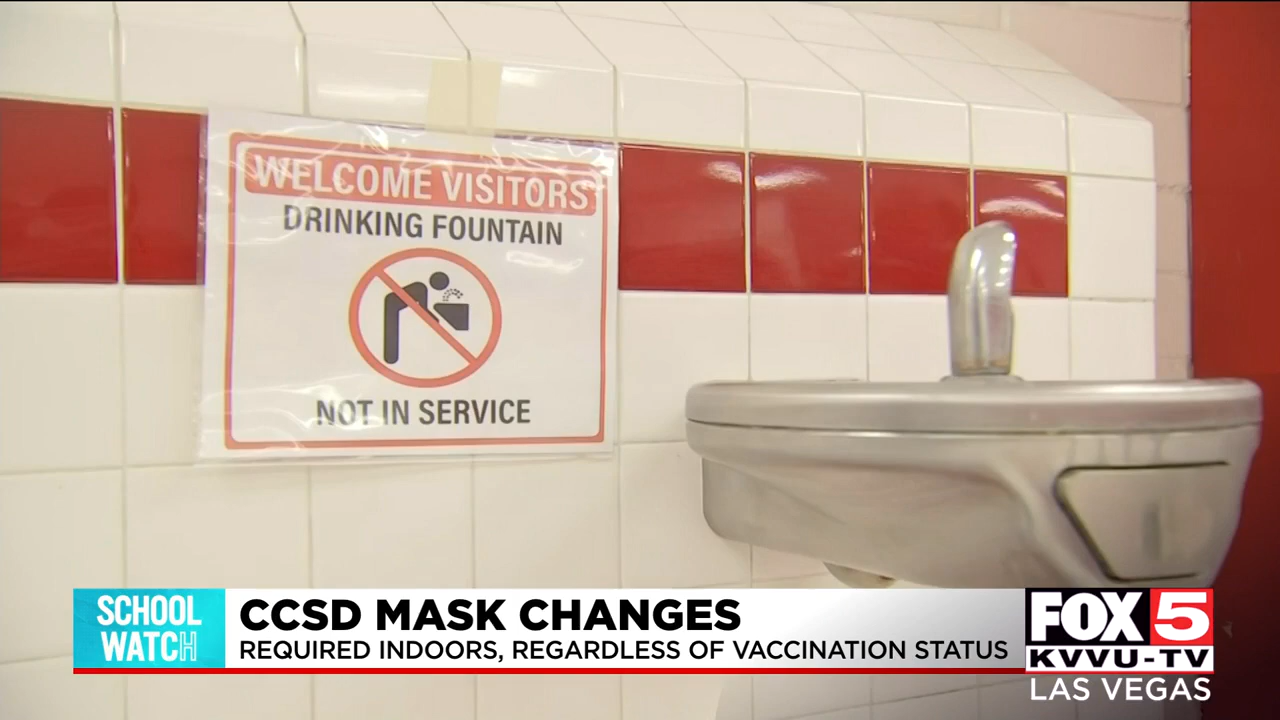 WELCOME VISITORS
DRINKING FOUNTAIN
NOT IN SERVICE
SCHOOL
WATCH
CCSD MASK CHANGES
REQUIRED INDOORS, REGARDLESS OF VACCINATION STATUS
FOX 5
KVVU-TV
LAS VEGAS